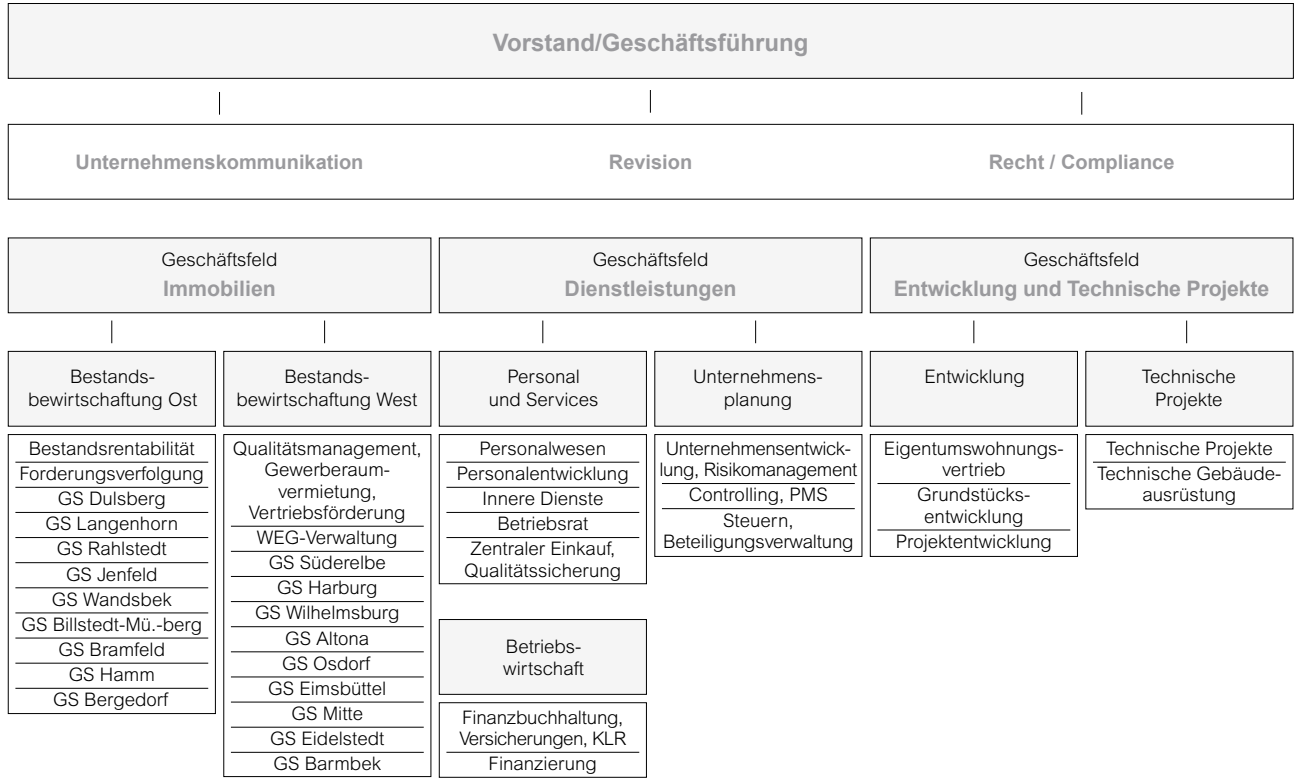 Vorstand/Geschäftsführung
Unternehmenskommunikation
Revision
Recht / Compliance
Geschäftsfeld
Immobilien
Geschäftsfeld
Dienstleistungen
Geschäftsfeld
Entwicklung und Technische Projekte
Bestands-
bewirtschaftung Ost
Bestandsrentabilität
Forderungsverfolgung
GS Dulsberg
GS Langenhorn
GS Rahlstedt
GS Jenfeld
GS Wandsbek
GS Billstedt-Mü.-berg
GS Bramfeld
GS Hamm
GS Bergedorf
Bestands-
bewirtschaftung West
Qualitätsmanagement,
Gewerberaum-
vermietung,
Vertriebsförderung
WEG-Verwaltung
GS Süderelbe
GS Harburg
GS Wilhelmsburg
GS Altona
GS Osdorf
GS Eimsbüttel
GS Mitte
GS Eidelstedt
GS Barmbek
Personal
und Services
Personalwesen
Personalentwicklung
Innere Dienste
Betriebsrat
Zentraler Einkauf,
Qualitätssicherung
Betriebs-
wirtschaft
Finanzbuchhaltung,
Versicherungen, KLR
Finanzierung
Unternehmens-
planung
Unternehmensentwick-
lung, Risikomanagement
Controlling, PMS
Steuern,
Beteiligungsverwaltung
Entwicklung
Eigentumswohnungs-
vertrieb
Grundstücks-
entwicklung
Projektentwicklung
Technische
Projekte
Technische Projekte
Technische Gebäude-
ausrüstung